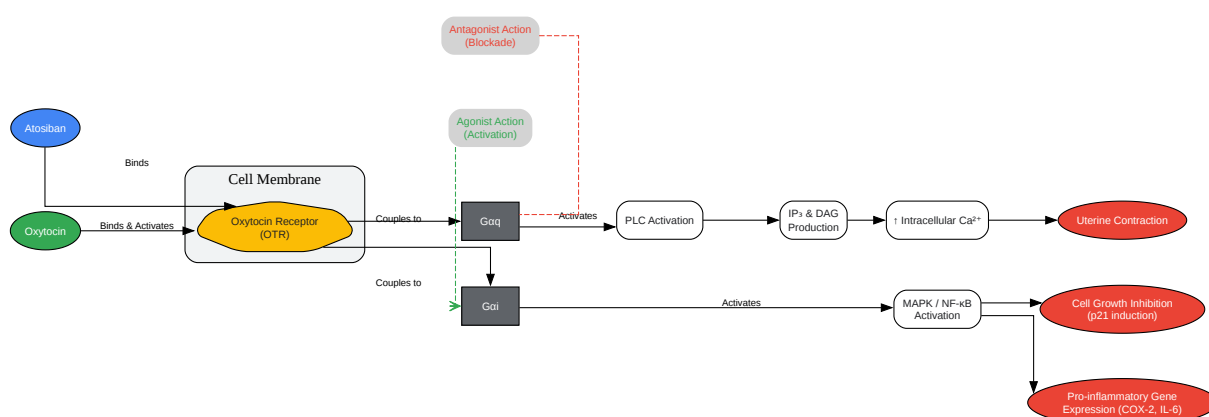 Antagonist Action
(Blockade)
Agonist Action
(Activation)
Atosiban
Binds
Cell Membrane
Oxytocin
Binds & Activates
Oxytocin Receptor
(OTR)
Couples to
Gαq
Activates
PLC Activation
IP₃ & DAG
Production
↑ Intracellular Ca²⁺
Uterine Contraction
Couples to
Gαi
Activates
MAPK / NF-κB
Activation
Cell Growth Inhibition
(p21 induction)
Pro-inflammatory Gene
Expression (COX-2, IL-6)